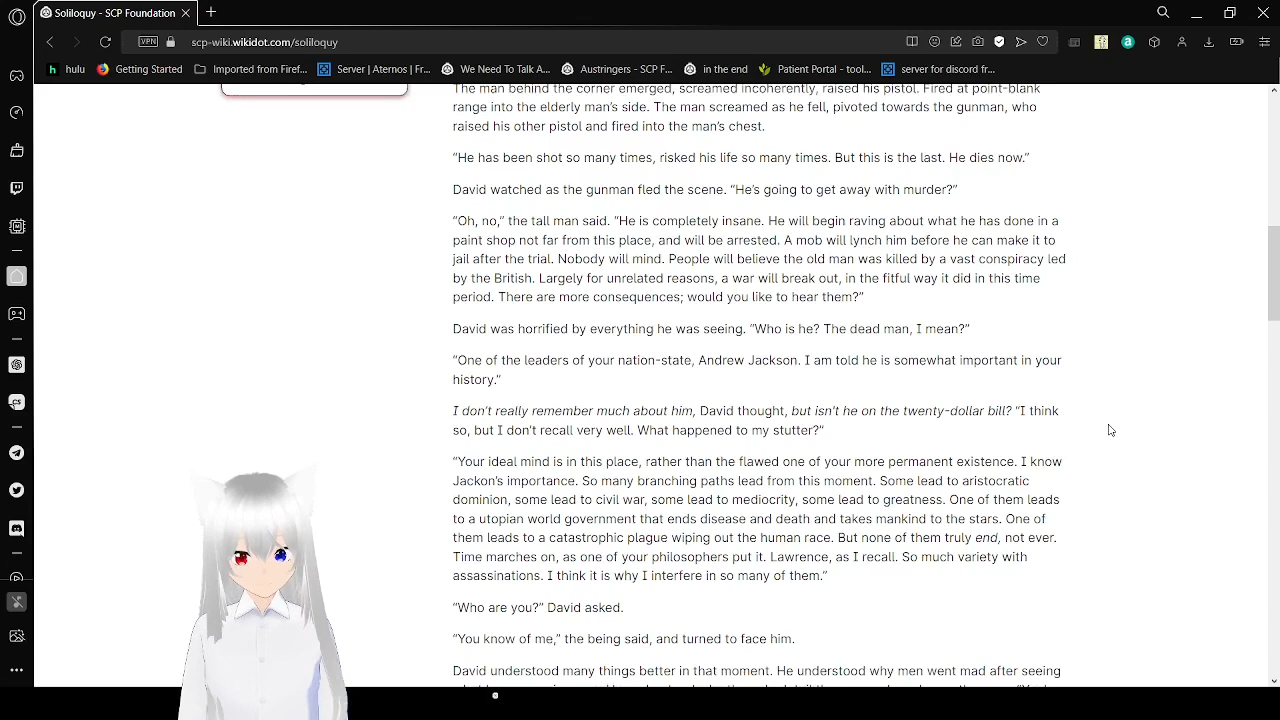 Soliloquy - SCP Foundation
VPN
scp-wiki.wikidot.com/soliloquy
hulu
Getting Started
Imported from Firef...
Server | Aternos | Fr...
We Need To Talk A...
Austringers - SCP F...
in the end
Patient Portal - tool...
server for discord fr...
The man behind the corner emerged, screamed incoherently, raised his pistol. Fired at point-blank
range into the elderly man's side. The man screamed as he fell, pivoted towards the gunman, who
raised his other pistol and fired into the man's chest.
“He has been shot so many times, risked his life so many times. But this is the last. He dies now.”
David watched as the gunman fled the scene. “He's going to get away with murder?”
“Oh, no,” the tall man said. “He is completely insane. He will begin raving about what he has done in a
paint shop not far from this place, and will be arrested. A mob will lynch him before he can make it to
jail after the trial. Nobody will mind. People will believe the old man was killed by a vast conspiracy led
by the British. Largely for unrelated reasons, a war will break out, in the fitful way it did in this time
period. There are more consequences; would you like to hear them?”
David was horrified by everything he was seeing. “Who is he? The dead man, I mean?”
“One of the leaders of your nation-state, Andrew Jackson. I am told he is somewhat important in your
history.”
I don't really remember much about him, David thought, but isn't he on the twenty-dollar bill? “I think
so, but I don't recall very well. What happened to my stutter?”
“Your ideal mind is in this place, rather than the flawed one of your more permanent existence. I know
Jackon's importance. So many branching paths lead from this moment. Some lead to aristocratic
dominion, some lead to civil war, some lead to mediocrity, some lead to greatness. One of them leads
to a utopian world government that ends disease and death and takes mankind to the stars. One of
them leads to a catastrophic plague wiping out the human race. But none of them truly end, not ever.
Time marches on, as one of your philosophers put it. Lawrence, as I recall. So much variety with
assassinations. I think it is why I interfere in so many of them.”
“Who are you?” David asked.
“You know of me,” the being said, and turned to face him.
David understood many things better in that moment. He understood why men went mad after seeing